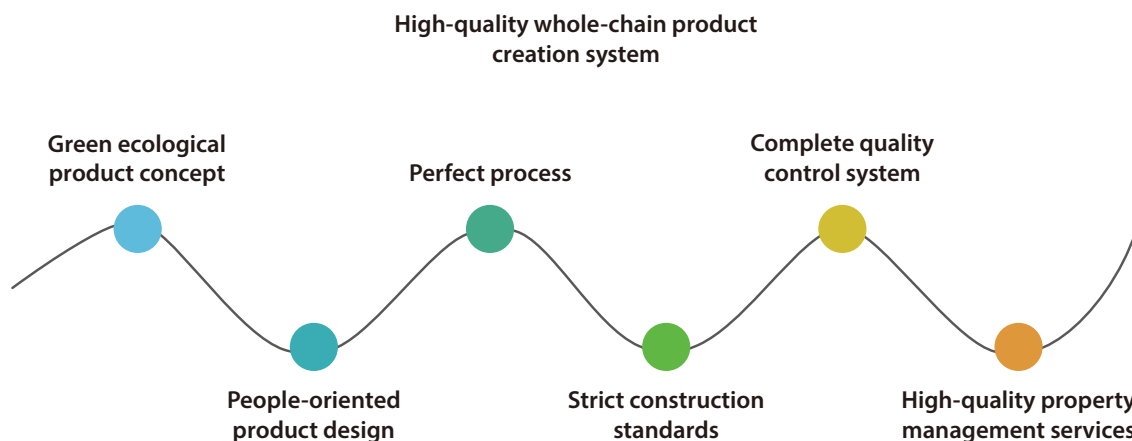 High-quality whole-chain product
creation system
Green ecological
product concept
Perfect process
Complete quality
control system
People-oriented
product design
Strict construction
standards
High-quality property
management services